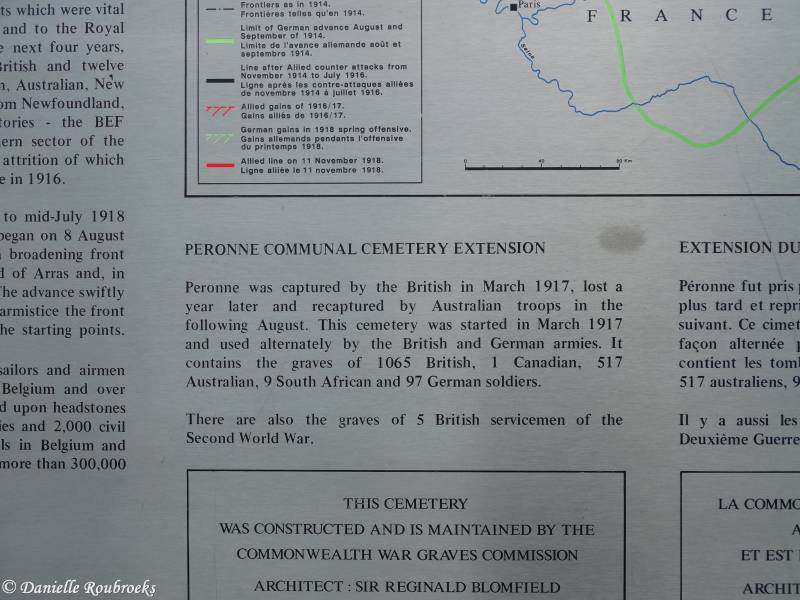 ts which were vital
and to the Royal
e next four years,
British and twelve
n, Australian, New
om Newfoundland,
tories - the BEF
ern sector of the
attrition of which
e in 1916.
to mid-July 1918
began on 8 August
broadening front
d of Arras and, in
The advance swiftly
armistice the front
he starting points.
sailors and airmen
Belgium and over
d upon headstones
ies and 2,000 civil
ls in Belgium and
more than 300,000
Frontiers as in 1914.
Frontières telles qu'en 1914.
Limit of German advance August and
September of 1914.
Limite de l'avance allemande août et
septembre 1914.
Line after Allied counter attacks from
November 1914 to July 1916.
Ligne après les contre-attaques alliées
de novembre 1914 à juillet 1916.
Allied gains of 1916/17.
Gains alliés de 1916/17.
German gains in 1918 spring offensive.
Gains allemands pendants l'offensive
du printemps 1918.
Allied line on 11 November 1918.
Ligne alliée le 11 novembre 1918.
Paris
FRANCE
Seine
0 40 80 Km
PERONNE COMMUNAL CEMETERY EXTENSION
Peronne was captured by the British in March 1917, lost a
year later and recaptured by Australian troops in the
following August. This cemetery was started in March 1917
and used alternately by the British and German armies. It
contains the graves of 1065 British, 1 Canadian, 517
Australian, 9 South African and 97 German soldiers.
There are also the graves of 5 British servicemen of the
Second World War.
THIS CEMETERY
WAS CONSTRUCTED AND IS MAINTAINED BY THE
COMMONWEALTH WAR GRAVES COMMISSION
ARCHITECT : SIR REGINALD BLOMFIELD
EXTENSION DU
Péronne fut pris p
plus tard et repri
suivant. Ce cimet
façon alternée p
contient les tomb
517 australiens, 9
Il y a aussi les
Deuxième Guerre
LA COMMO
A
ET EST
ARCHIT
© Danielle Roubroeks